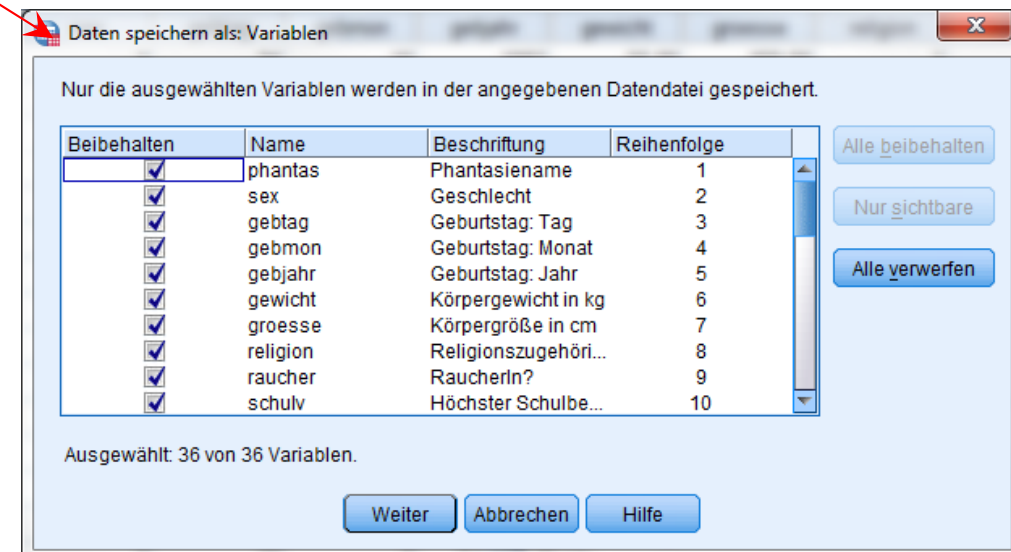 Daten speichern als: Variablen
Nur die ausgewählten Variablen werden in der angegebenen Datendatei gespeichert.
Beibehalten Name Beschriftung Reihenfolge
phantas Phantasiename 1
sex Geschlecht 2
gebtag Geburtstag: Tag 3
gebmon Geburtstag: Monat 4
gebjahr Geburtstag: Jahr 5
gewicht Körpergewicht in kg 6
groesse Körpergröße in cm 7
religion Religionszugehöri... 8
raucher RaucherIn? 9
schulv Höchster Schulbe... 10
Alle beibehalten
Nur sichtbare
Alle verwerfen
Ausgewählt: 36 von 36 Variablen.
Weiter Abbrechen Hilfe